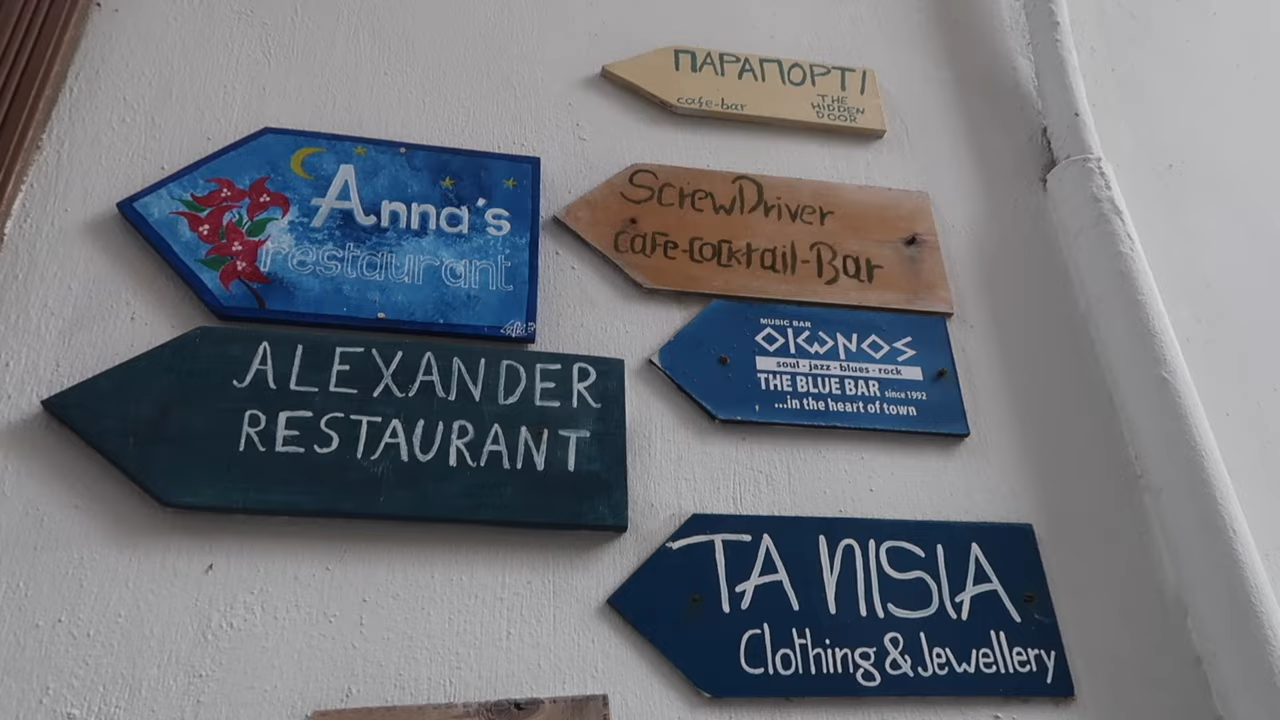 ΠΑΡΑΠΟΡΤΙ
cafe-bar
THE
HIDDEN
DOOR
Anna's
restaurant
ScrewDriver
cafe-cocktail-Bar
MUSIC BAR
ΟΙΩΝΟS
soul - jazz - blues - rock
THE BLUE BAR since 1992
...in the heart of town
ALEXANDER
RESTAURANT
TA NISIA
Clothing & Jewellery